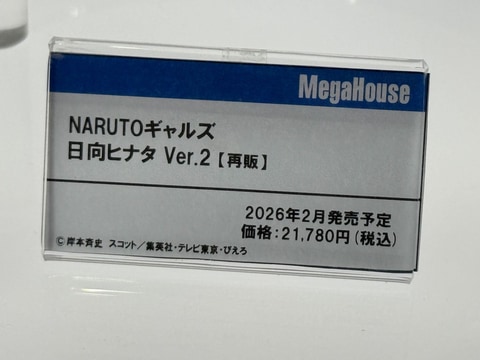 MegaHouse
NARUTOギャルズ
日向ヒナタ Ver.2【再販】
2026年2月発売予定
価格:21,780円(税込)
©岸本斉史 スコット/集英社・テレビ東京・ぴえろ